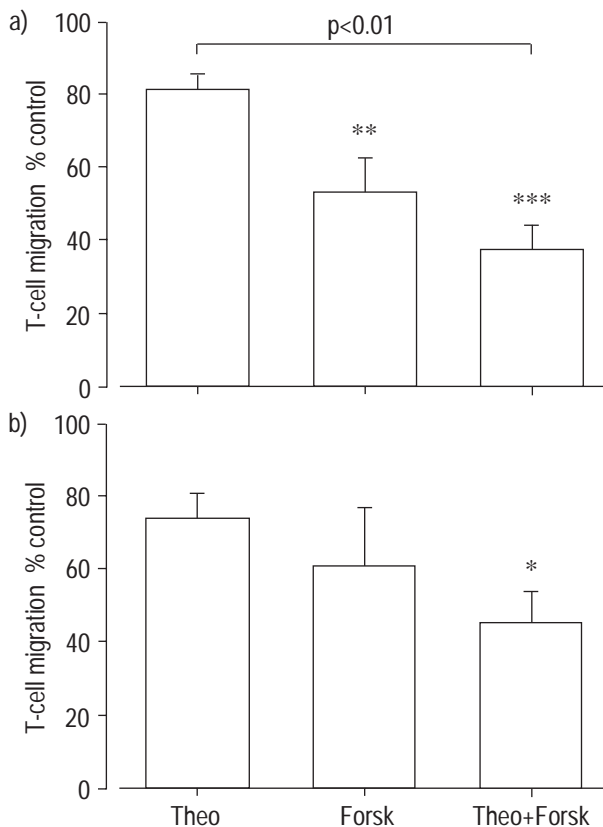 a)
T-cell migration % control
100
80
60
40
20
0
p<0.01
**
***
b)
T-cell migration % control
100
80
60
40
20
0
*
Theo Forsk Theo+Forsk